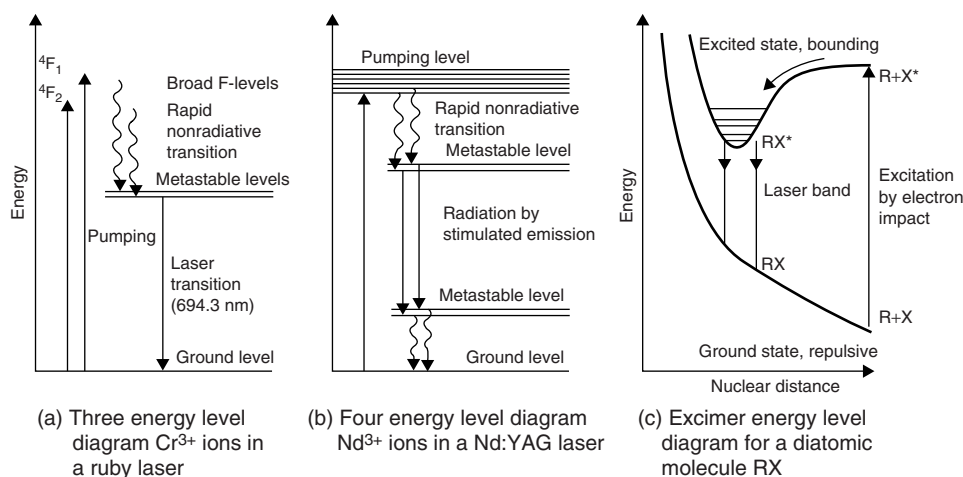 Energy
⁴F₁
⁴F₂
Broad F-levels
Rapid
nonradiative
transition
Metastable levels
Pumping
Laser
transition
(694.3 nm)
Ground level
(a) Three energy level
diagram Cr³⁺ ions in
a ruby laser
Pumping level
Rapid nonradiative
transition
Metastable level
Radiation by
stimulated emission
Metastable level
Ground level
(b) Four energy level diagram
Nd³⁺ ions in a Nd:YAG laser
Energy
Excited state, bounding
R+X*
RX*
Laser band
Excitation
by electron
impact
RX
R+X
Ground state, repulsive
Nuclear distance
(c) Excimer energy level
diagram for a diatomic
molecule RX